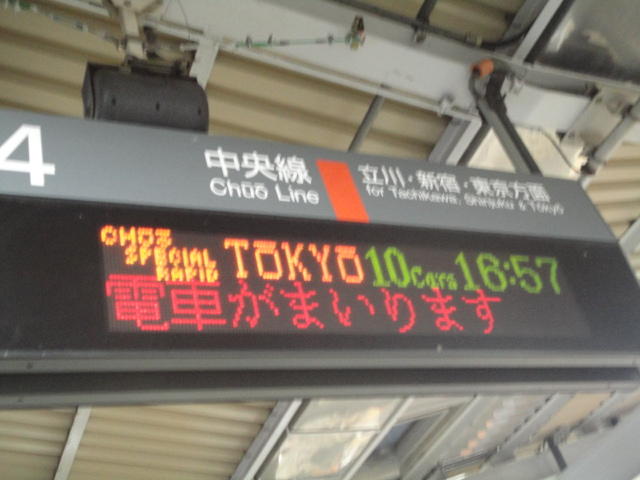 4
中央線
Chūō Line
立川・新宿・東京方面
for Tachikawa, Shinjuku & Tokyo
CHUO SPECIAL RAPID
TŌKYŌ 10Cars 16:57
電車がまいります